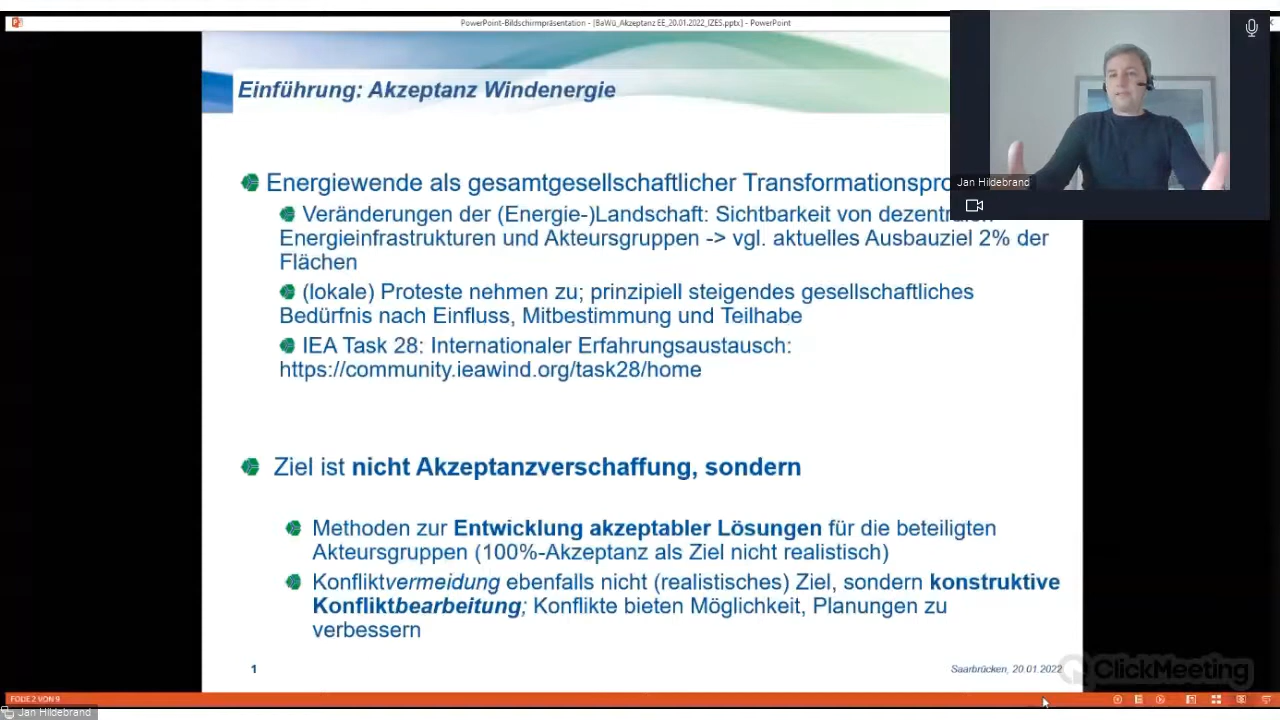 PowerPoint-Bildschirmpräsentation - [BaWü_Akzeptanz EE_20.01.2022_IZES.pptx] - PowerPoint
Einführung: Akzeptanz Windenergie
Jan Hildebrand
Energiewende als gesamtgesellschaftlicher Transformationspro
Veränderungen der (Energie-)Landschaft: Sichtbarkeit von dezentralen
Energieinfrastrukturen und Akteursgruppen -> vgl. aktuelles Ausbauziel 2% der
Flächen
(lokale) Proteste nehmen zu; prinzipiell steigendes gesellschaftliches
Bedürfnis nach Einfluss, Mitbestimmung und Teilhabe
IEA Task 28: Internationaler Erfahrungsaustausch:
https://community.ieawind.org/task28/home
Ziel ist nicht Akzeptanzverschaffung, sondern
Methoden zur Entwicklung akzeptabler Lösungen für die beteiligten
Akteursgruppen (100%-Akzeptanz als Ziel nicht realistisch)
Konfliktvermeidung ebenfalls nicht (realistisches) Ziel, sondern konstruktive
Konfliktbearbeitung; Konflikte bieten Möglichkeit, Planungen zu
verbessern
1
Saarbrücken, 20.01.2022
ClickMeeting
FOLIE 2 VON 9
Jan Hildebrand